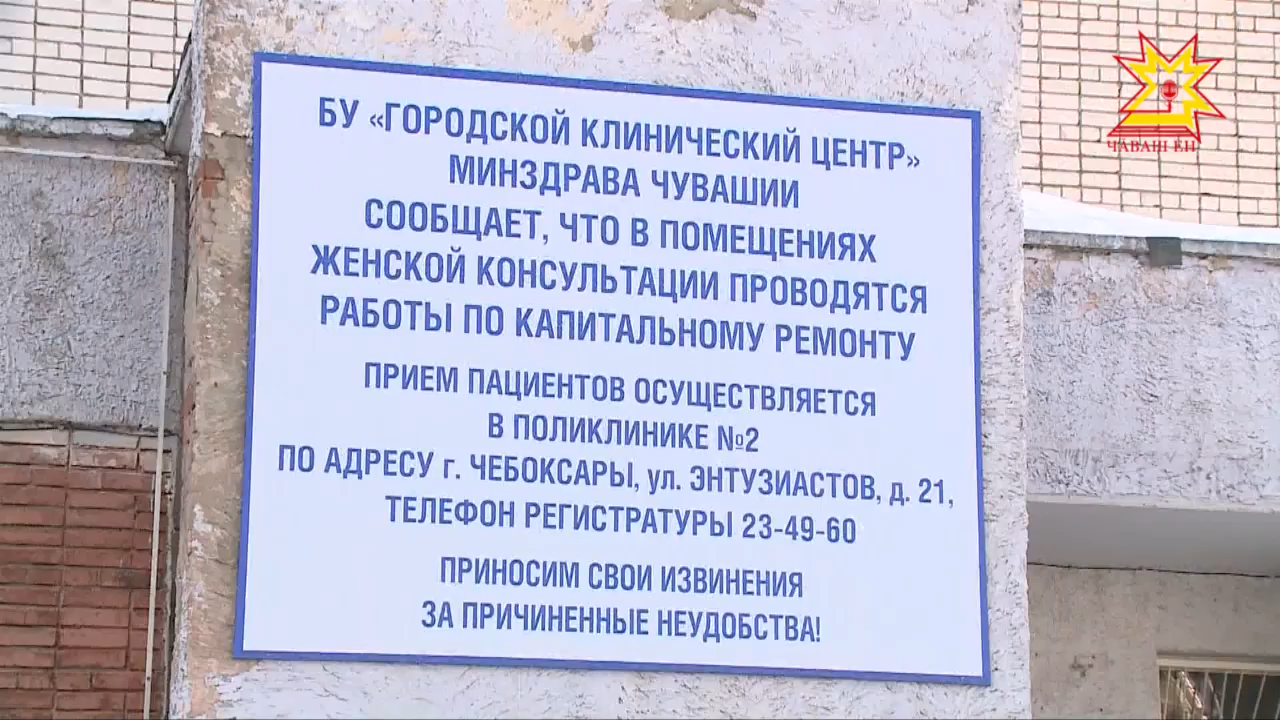 БУ «ГОРОДСКОЙ КЛИНИЧЕСКИЙ ЦЕНТР»
МИНЗДРАВА ЧУВАШИИ
СООБЩАЕТ, ЧТО В ПОМЕЩЕНИЯХ
ЖЕНСКОЙ КОНСУЛЬТАЦИИ ПРОВОДЯТСЯ
РАБОТЫ ПО КАПИТАЛЬНОМУ РЕМОНТУ
ПРИЕМ ПАЦИЕНТОВ ОСУЩЕСТВЛЯЕТСЯ
В ПОЛИКЛИНИКЕ №2
ПО АДРЕСУ г. ЧЕБОКСАРЫ, ул. ЭНТУЗИАСТОВ, д. 21,
ТЕЛЕФОН РЕГИСТРАТУРЫ 23-49-60
ПРИНОСИМ СВОИ ИЗВИНЕНИЯ
ЗА ПРИЧИНЕННЫЕ НЕУДОБСТВА!
ЧĂВАШ ЕН